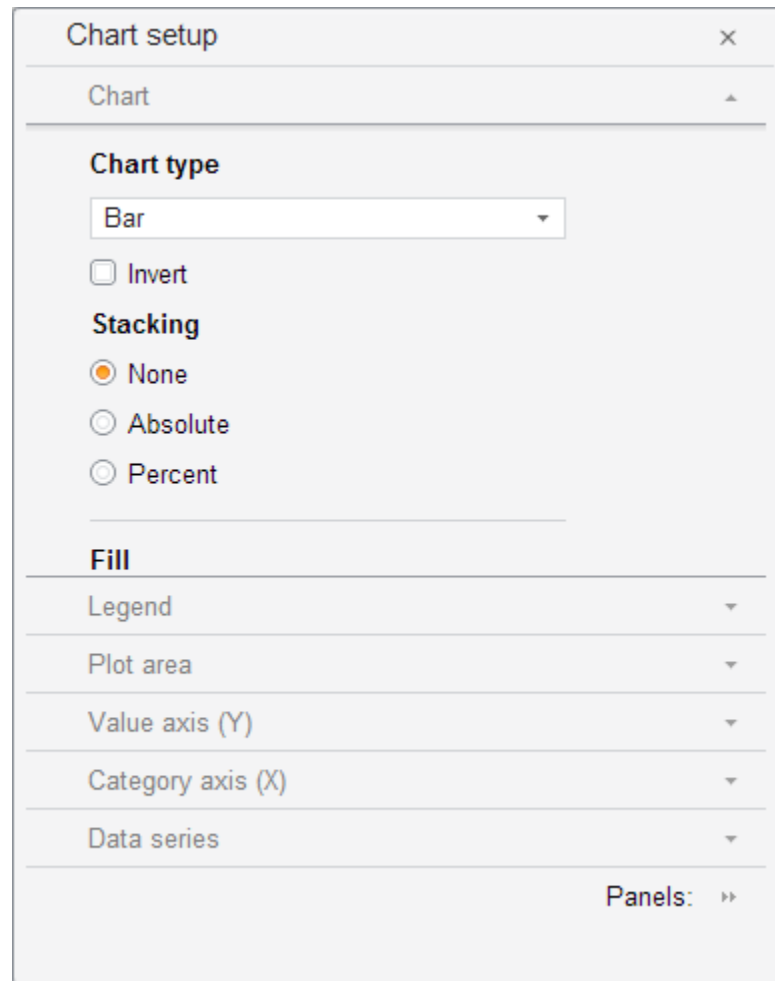 Chart setup
Chart
Chart type
Bar
Invert
Stacking
None
Absolute
Percent
Fill
Legend
Plot area
Value axis (Y)
Category axis (X)
Data series
Panels: